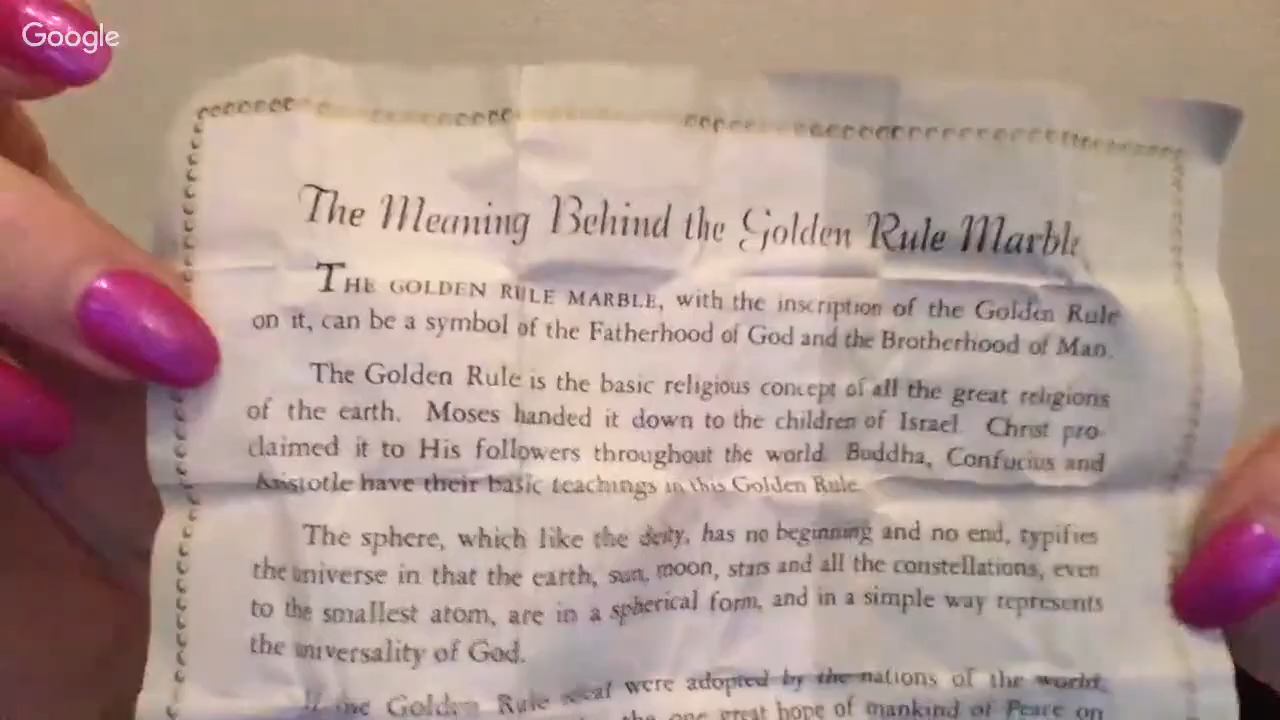 Google
The Meaning Behind the Golden Rule Marble
THE GOLDEN RULE MARBLE, with the inscription of the Golden Rule
on it, can be a symbol of the Fatherhood of God and the Brotherhood of Man.
The Golden Rule is the basic religious concept of all the great religions
of the earth. Moses handed it down to the children of Israel. Christ pro-
claimed it to His followers throughout the world. Buddha, Confucius and
Aristotle have their basic teachings in this Golden Rule.
The sphere, which like the deity, has no beginning and no end, typifies
the universe in that the earth, sun, moon, stars and all the constellations, even
to the smallest atom, are in a spherical form, and in a simple way represents
the universality of God.
If the Golden Rule were adopted by the nations of the world,
the one great hope of mankind of Peace on